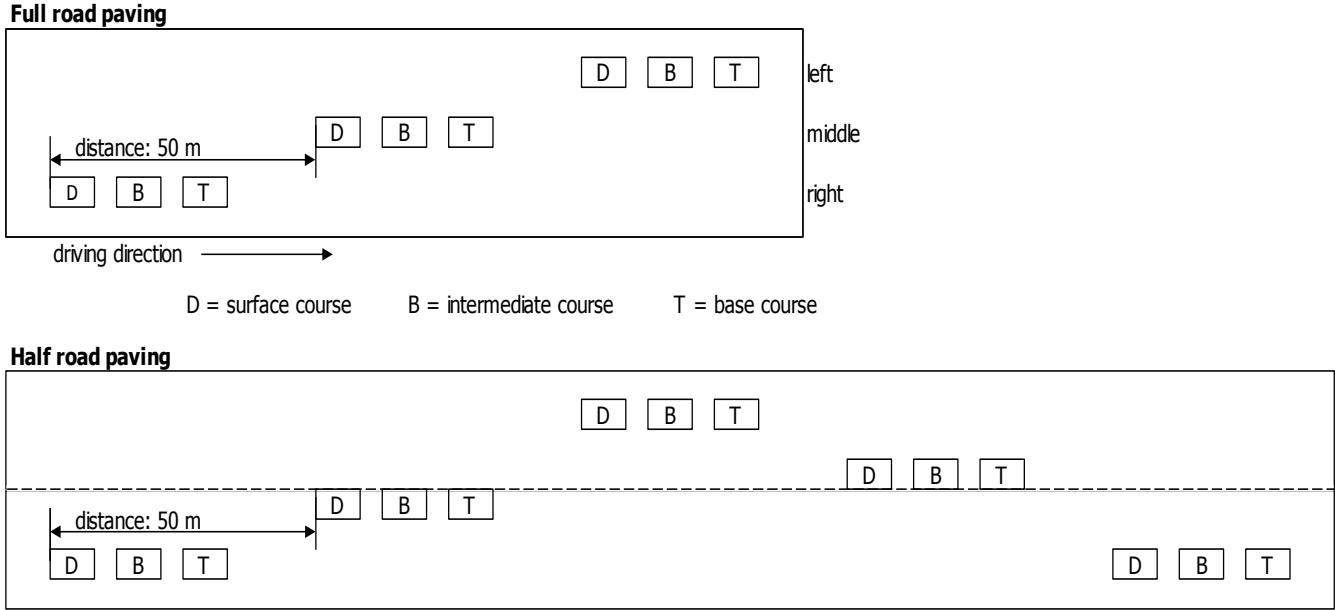 Full road paving
D B T left
D B T middle
distance: 50 m
D B T right
driving direction
D = surface course B = intermediate course T = base course
Half road paving
D B T
D B T
D B T
distance: 50 m
D B T D B T